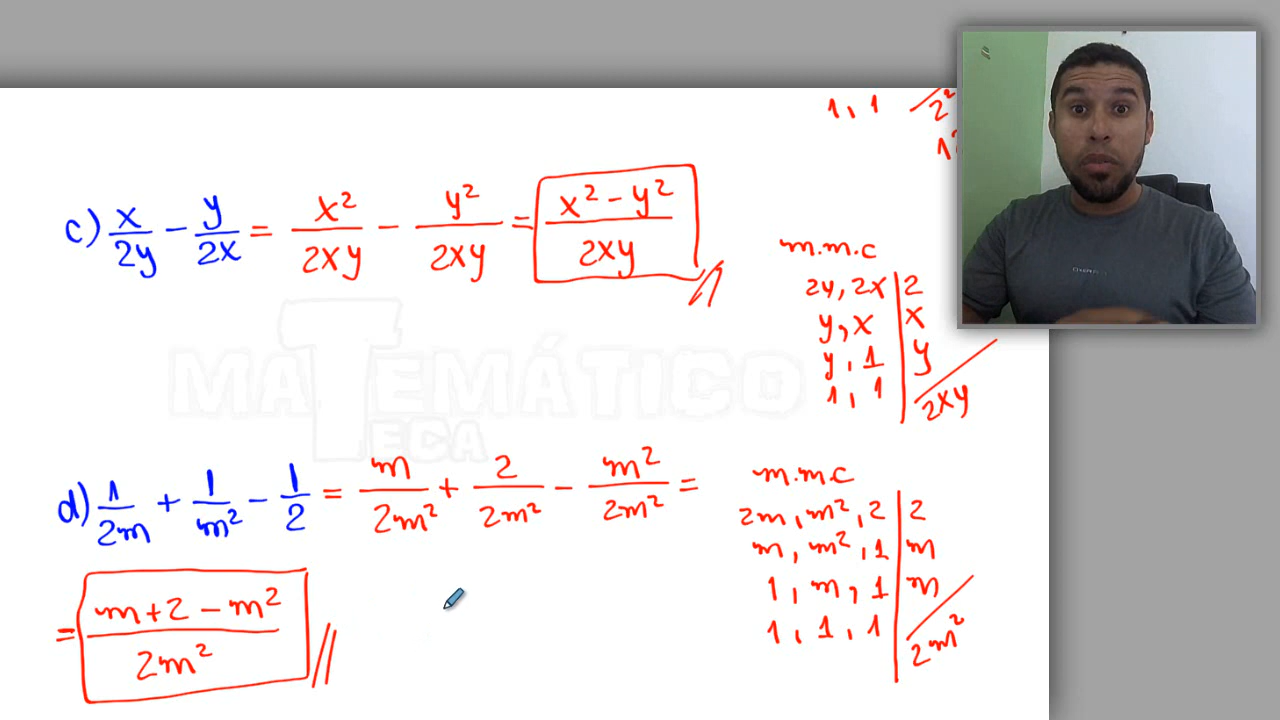 1, 1 2²
c) x/2y - y/2x = x²/2xy - y²/2xy = x² - y²/2xy
m.m.c
2y, 2x | 2
y, x | x
y, 1 | y
1, 1 | 2xy
MATEMÁTICO
TECA
d) 1/2m + 1/m² - 1/2 = m/2m² + 2/2m² - m²/2m² =
= m + 2 - m²/2m²
m.m.c
2m, m², 2 | 2
m, m², 1 | m
1, m, 1 | m
1, 1, 1 | 2m²